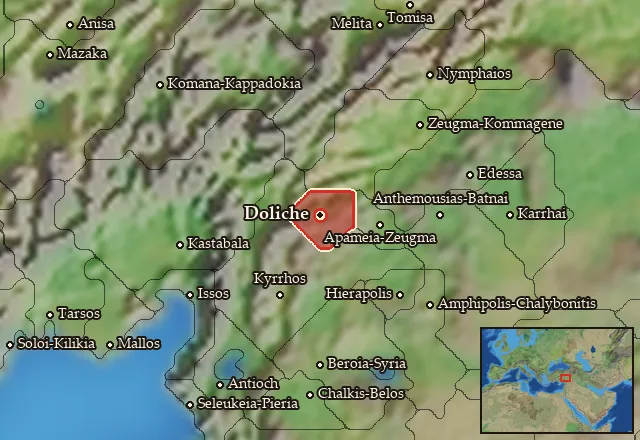 Anisa
Melita
Tomisa
Mazaka
Nymphaios
Komana-Kappadokia
Zeugma-Kommagene
Edessa
Anthemousias-Batnai
Doliche
Karrhai
Apameia-Zeugma
Kastabala
Kyrrhos
Issos
Hierapolis
Amphipolis-Chalybonitis
Tarsos
Soloi-Kilikia
Mallos
Beroia-Syria
Antioch
Chalkis-Belos
Seleukeia-Pieria